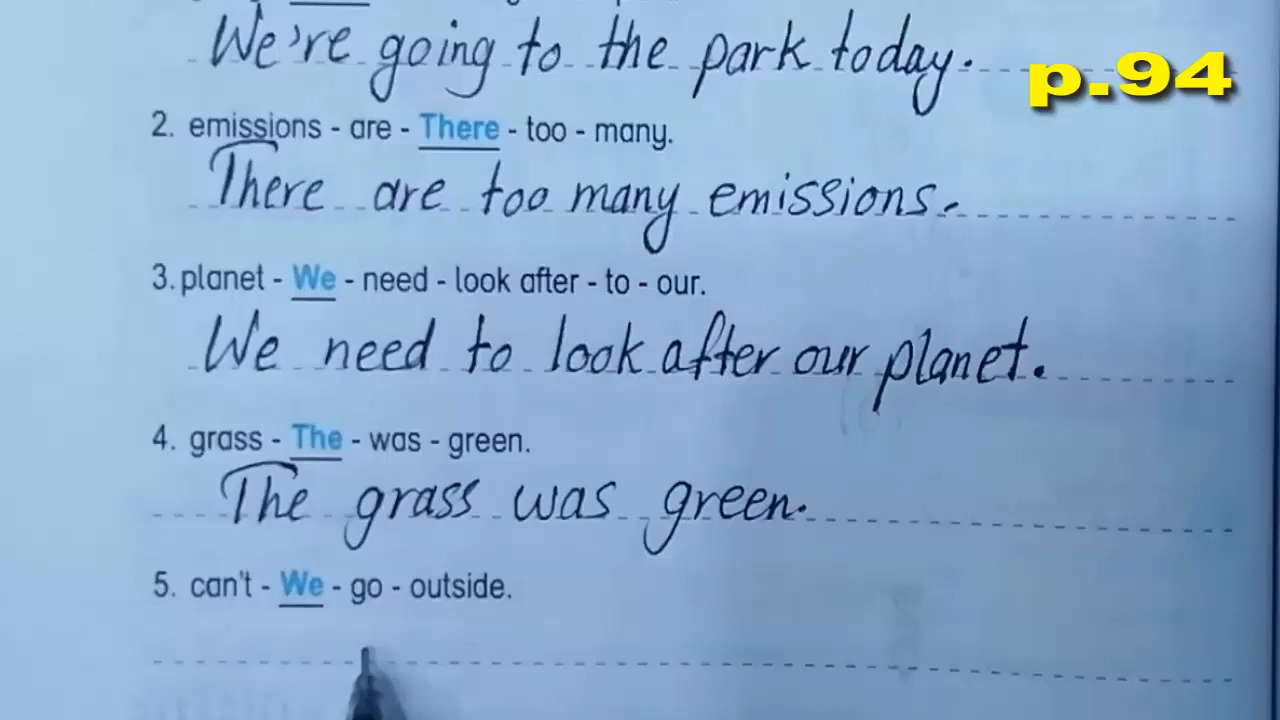 We're going to the park today.
p.94
2. emissions - are - There - too - many.
There are too many emissions.
3. planet - We - need - look after - to - our.
We need to look after our planet.
4. grass - The - was - green.
The grass was green.
5. can't - We - go - outside.